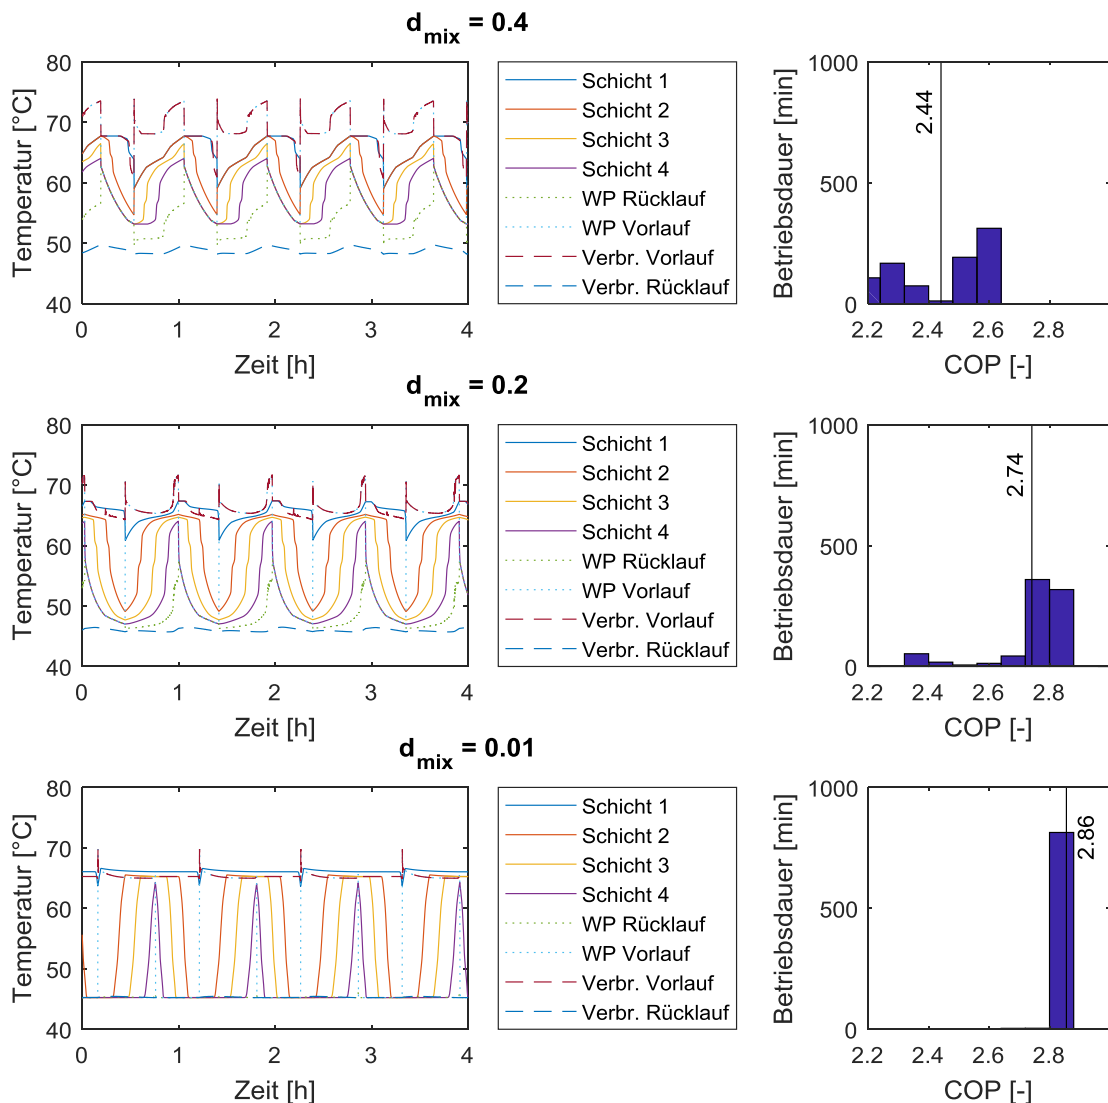 d_mix = 0.4
80
70
60
50
40
Temperatur [°C]
0
1
2
3
4
Zeit [h]
Schicht 1
Schicht 2
Schicht 3
Schicht 4
WP Rücklauf
WP Vorlauf
Verbr. Vorlauf
Verbr. Rücklauf
1000
500
0
Betriebsdauer [min]
2.44
2.2
2.4
2.6
2.8
COP [-]
d_mix = 0.2
80
70
60
50
40
Temperatur [°C]
0
1
2
3
4
Zeit [h]
Schicht 1
Schicht 2
Schicht 3
Schicht 4
WP Rücklauf
WP Vorlauf
Verbr. Vorlauf
Verbr. Rücklauf
1000
500
0
Betriebsdauer [min]
2.74
2.2
2.4
2.6
2.8
COP [-]
d_mix = 0.01
80
70
60
50
40
Temperatur [°C]
0
1
2
3
4
Zeit [h]
Schicht 1
Schicht 2
Schicht 3
Schicht 4
WP Rücklauf
WP Vorlauf
Verbr. Vorlauf
Verbr. Rücklauf
1000
500
0
Betriebsdauer [min]
2.86
2.2
2.4
2.6
2.8
COP [-]